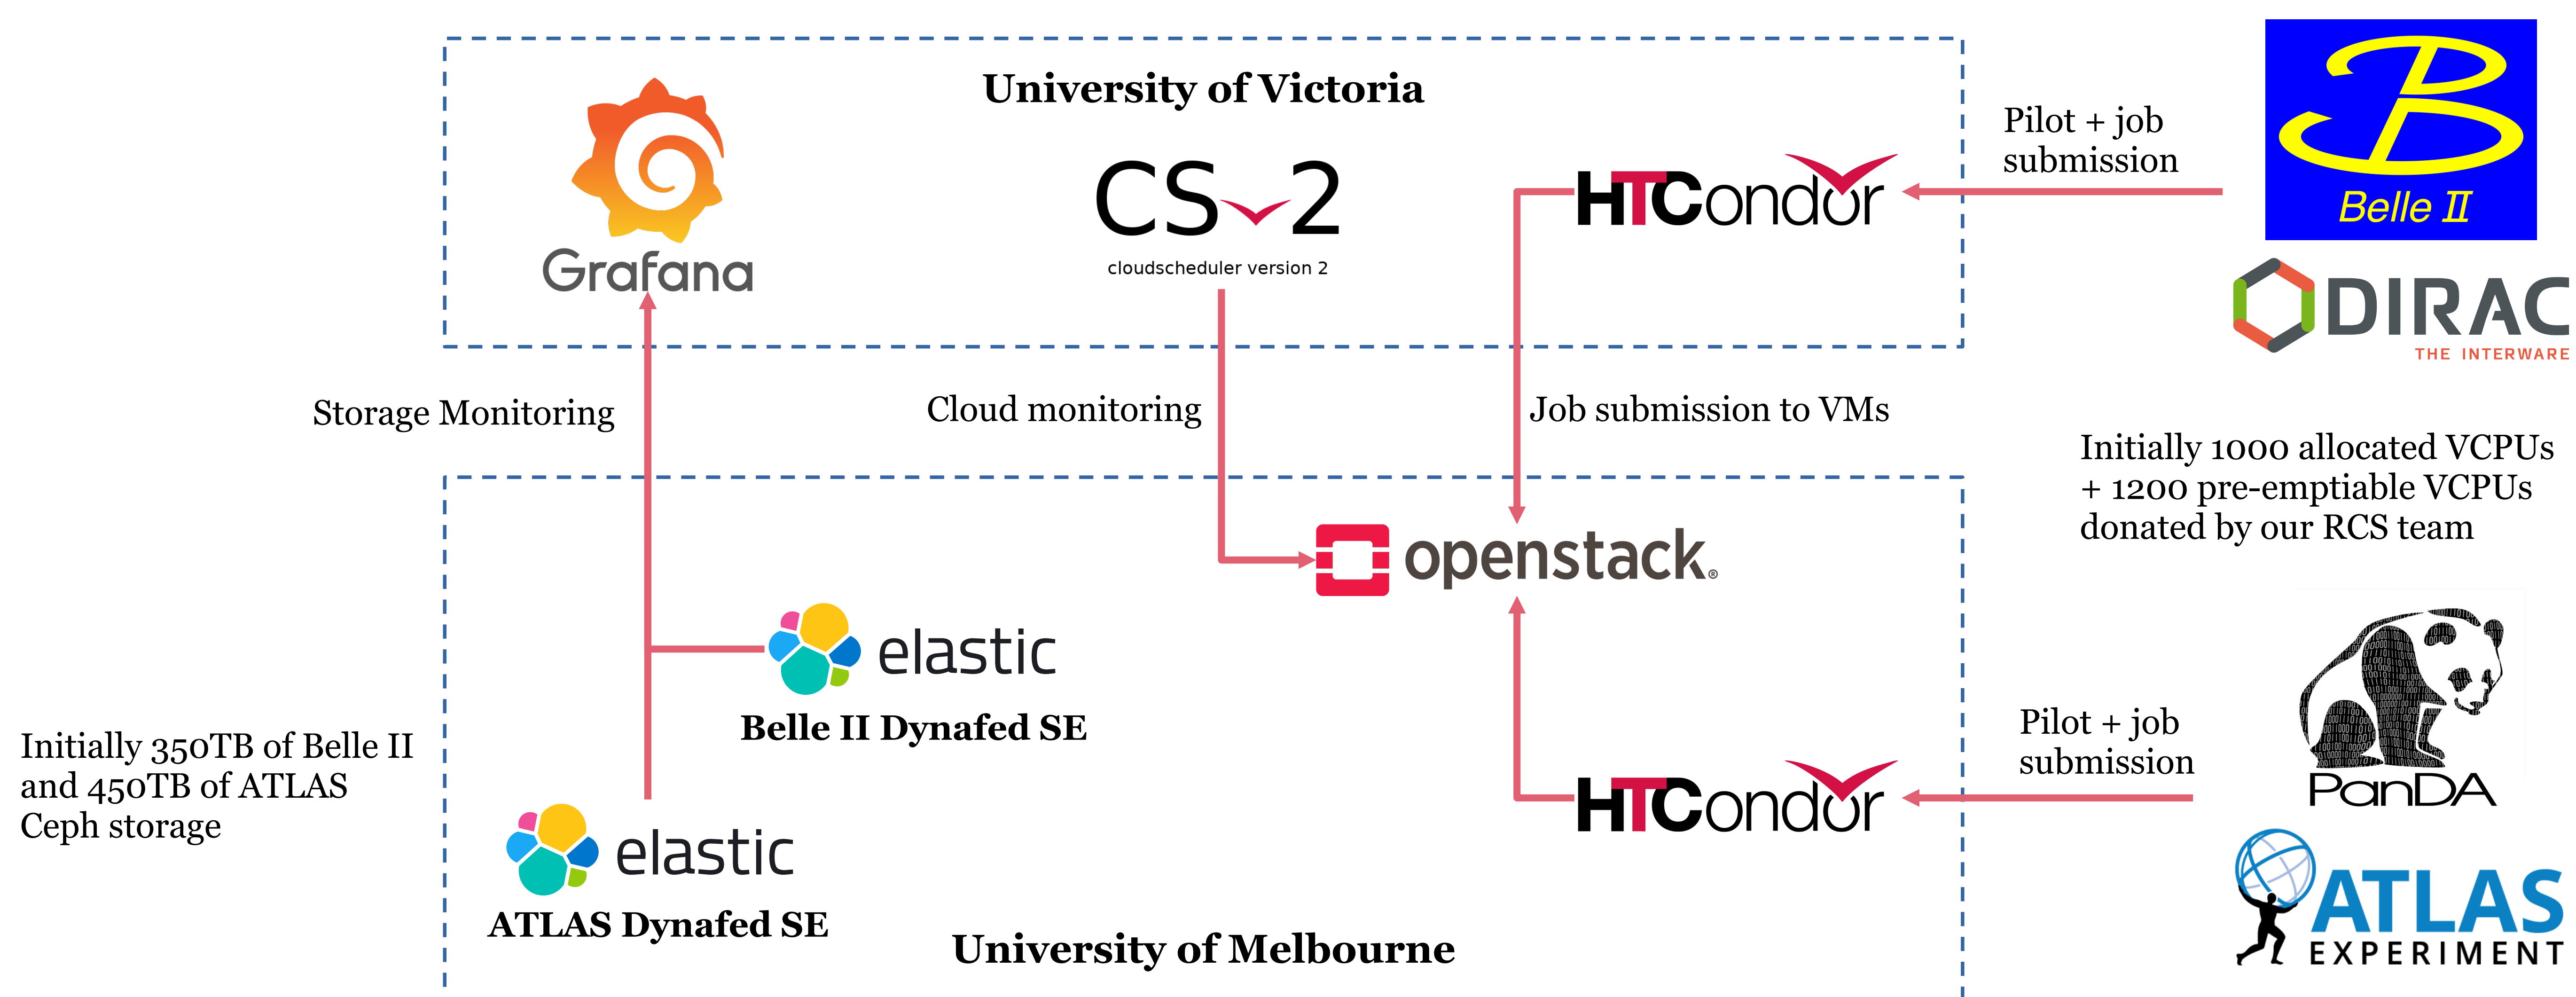 University of Victoria
Grafana
CSv2
cloudscheduler version 2
HTCondor
Pilot + job
submission
Belle II
DIRAC
THE INTERWARE
Storage Monitoring
Cloud monitoring
Job submission to VMs
Initially 1000 allocated VCPUs
+ 1200 pre-emptiable VCPUs
donated by our RCS team
openstack®
elastic
Belle II Dynafed SE
Initially 350TB of Belle II
and 450TB of ATLAS
Ceph storage
elastic
ATLAS Dynafed SE
HTCondor
Pilot + job
submission
PanDA
ATLAS
EXPERIMENT
University of Melbourne